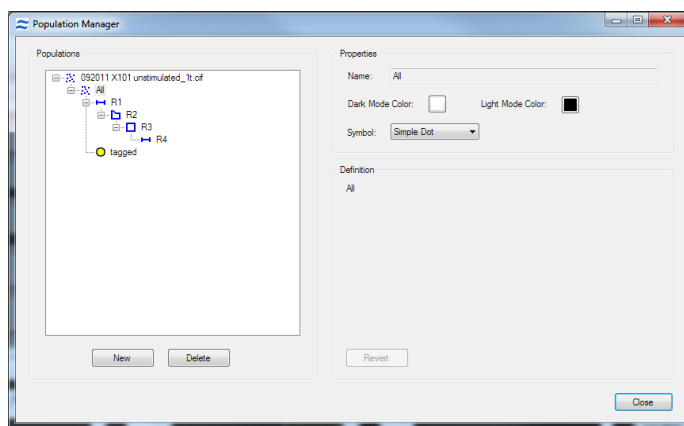 Population Manager
Populations
092011 X101 unstimulated_1t.cif
All
R1
R2
R3
R4
tagged
New
Delete
Properties
Name: All
Dark Mode Color: Light Mode Color:
Symbol: Simple Dot
Definition
All
Revert
Close